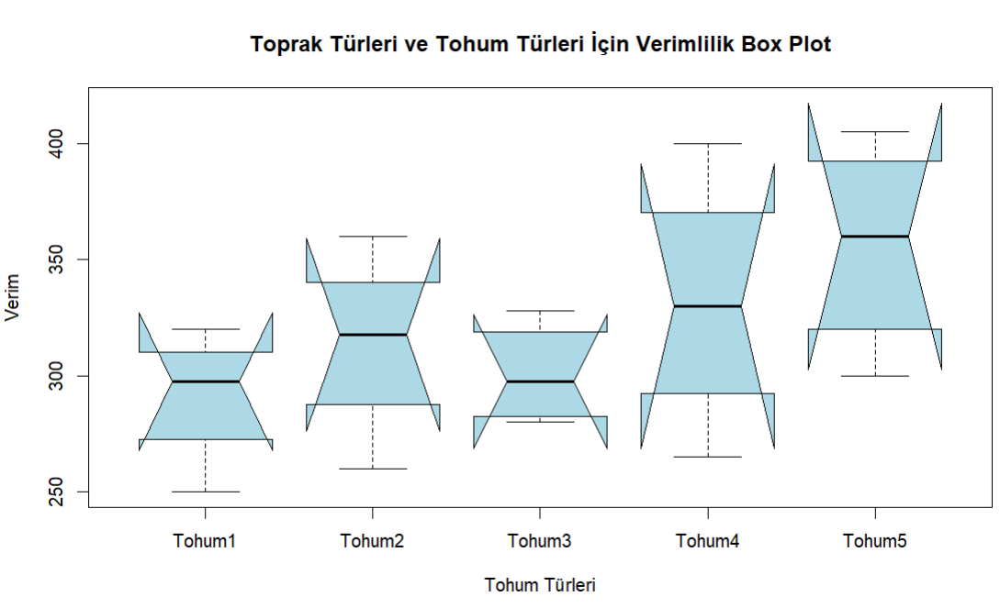 Toprak Türleri ve Tohum Türleri İçin Verimlilik Box Plot
Verim
400
350
300
250
Tohum1 Tohum2 Tohum3 Tohum4 Tohum5
Tohum Türleri